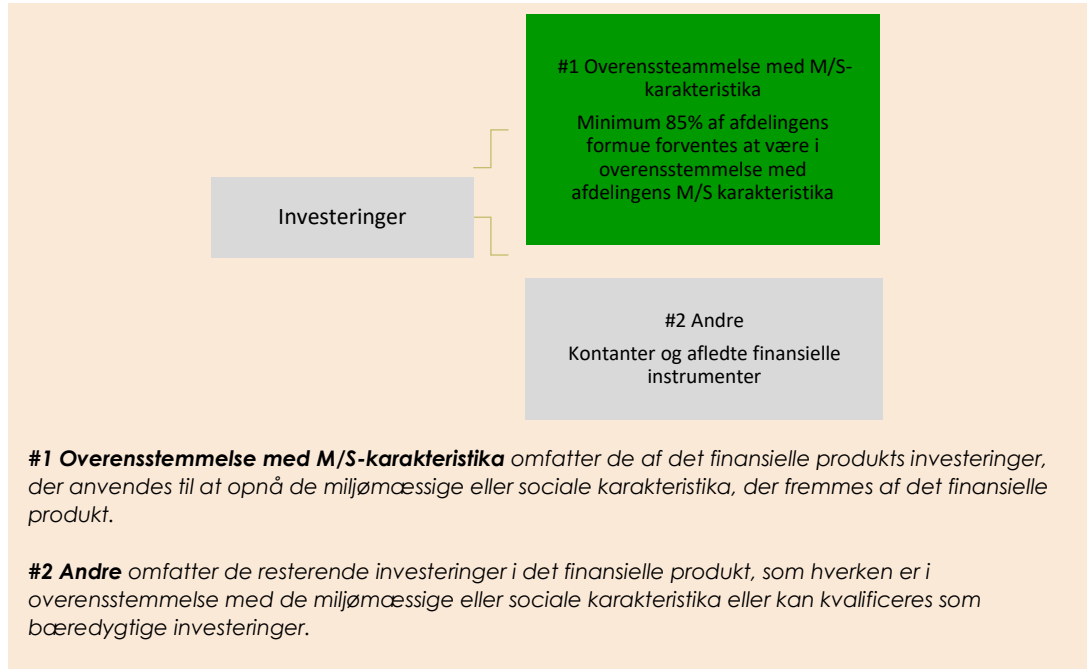 #1 Overenssteammelse med M/S-
karakteristika
Minimum 85% af afdelingens
formue forventes at være i
overensstemmelse med
afdelingens M/S karakteristika
Investeringer
#2 Andre
Kontanter og afledte finansielle
instrumenter
#1 Overensstemmelse med M/S-karakteristika omfatter de af det finansielle produkts investeringer,
der anvendes til at opnå de miljømæssige eller sociale karakteristika, der fremmes af det finansielle
produkt.
#2 Andre omfatter de resterende investeringer i det finansielle produkt, som hverken er i
overensstemmelse med de miljømæssige eller sociale karakteristika eller kan kvalificeres som
bæredygtige investeringer.